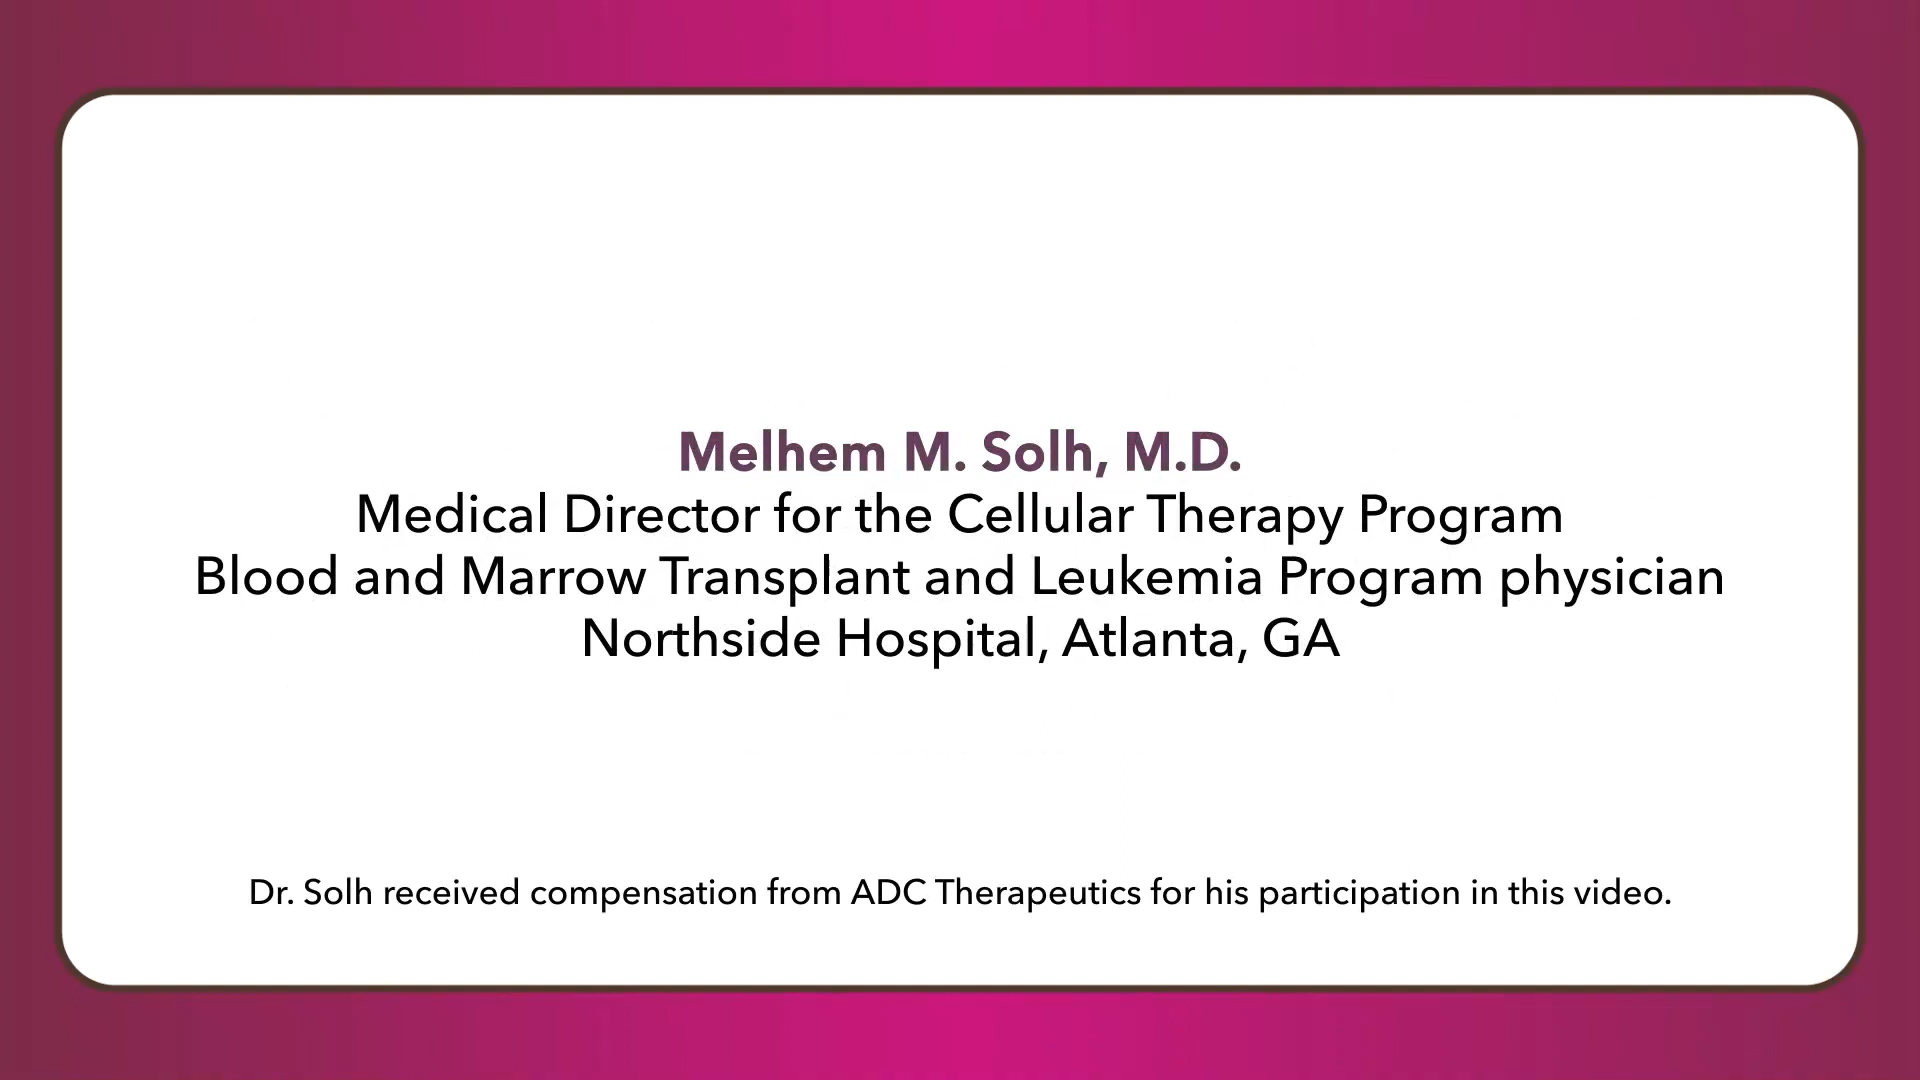 Melhem M. Solh, M.D.
Medical Director for the Cellular Therapy Program
Blood and Marrow Transplant and Leukemia Program physician
Northside Hospital, Atlanta, GA
Dr. Solh received compensation from ADC Therapeutics for his participation in this video.